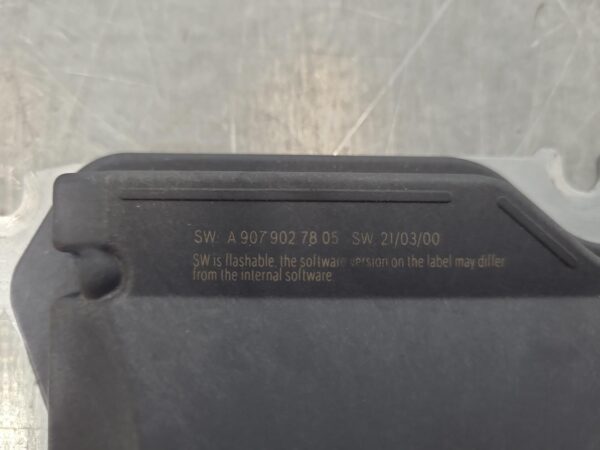 SW: A 907 902 78 05 SW: 21/03/00
SW is flashable, the software version on the label may differ
from the internal software.